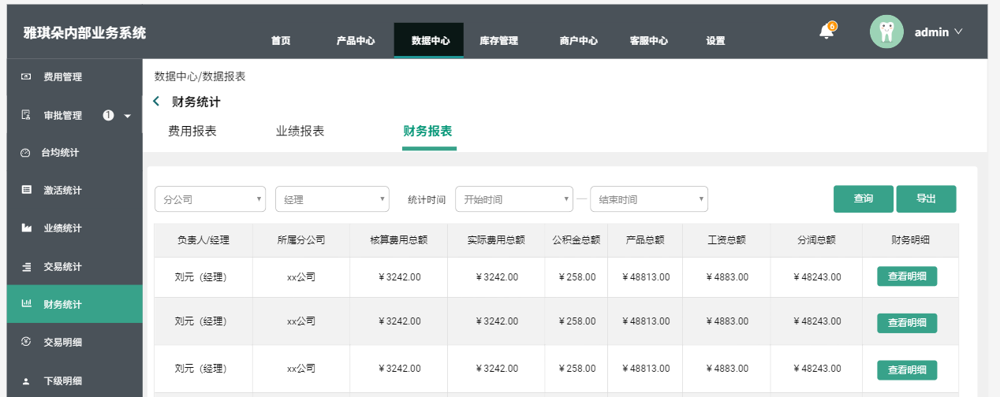 雅琪朵内部业务系统
首页 产品中心 数据中心 库存管理 商户中心 客服中心 设置
6
admin
费用管理
审批管理 1
台均统计
激活统计
业绩统计
交易统计
财务统计
交易明细
下级明细
数据中心/数据报表
财务统计
费用报表 业绩报表 财务报表
分公司 经理 统计时间 开始时间 — 结束时间 查询 导出
负责人/经理 所属分公司 核算费用总额 实际费用总额 公积金总额 产品总额 工资总额 分润总额 财务明细
刘元（经理） xx公司 ￥3242.00 ￥3242.00 ￥258.00 ￥48813.00 ￥4883.00 ￥48243.00 查看明细
刘元（经理） xx公司 ￥3242.00 ￥3242.00 ￥258.00 ￥48813.00 ￥4883.00 ￥48243.00 查看明细
刘元（经理） xx公司 ￥3242.00 ￥3242.00 ￥258.00 ￥48813.00 ￥4883.00 ￥48243.00 查看明细